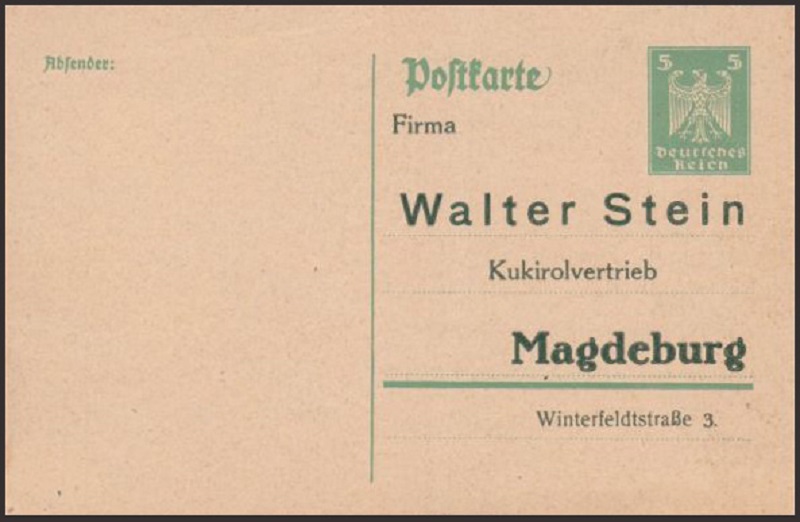 Absender:
Postkarte
5 5
Deutsches
Reich
Firma
Walter Stein
Kukirolvertrieb
Magdeburg
Winterfeldtstraße 3.